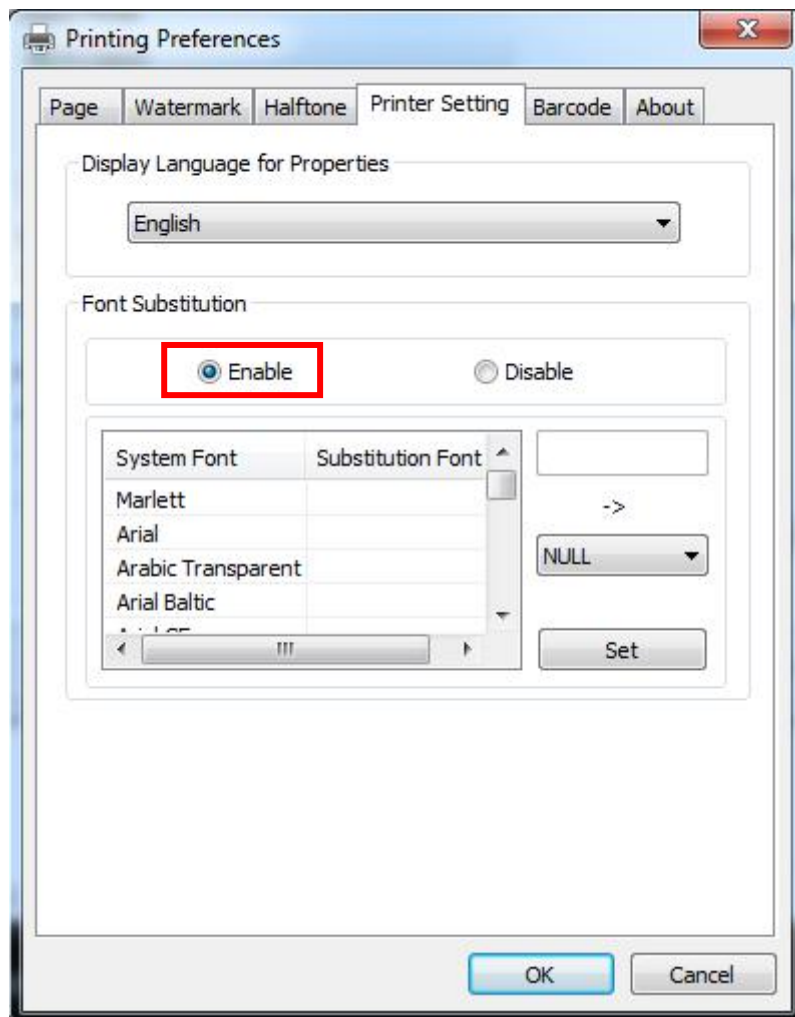 Printing Preferences
Page Watermark Halftone Printer Setting Barcode About
Display Language for Properties
English
Font Substitution
Enable Disable
System Font Substitution Font
Marlett
->
Arial
Arabic Transparent
NULL
Arial Baltic
Set
OK Cancel